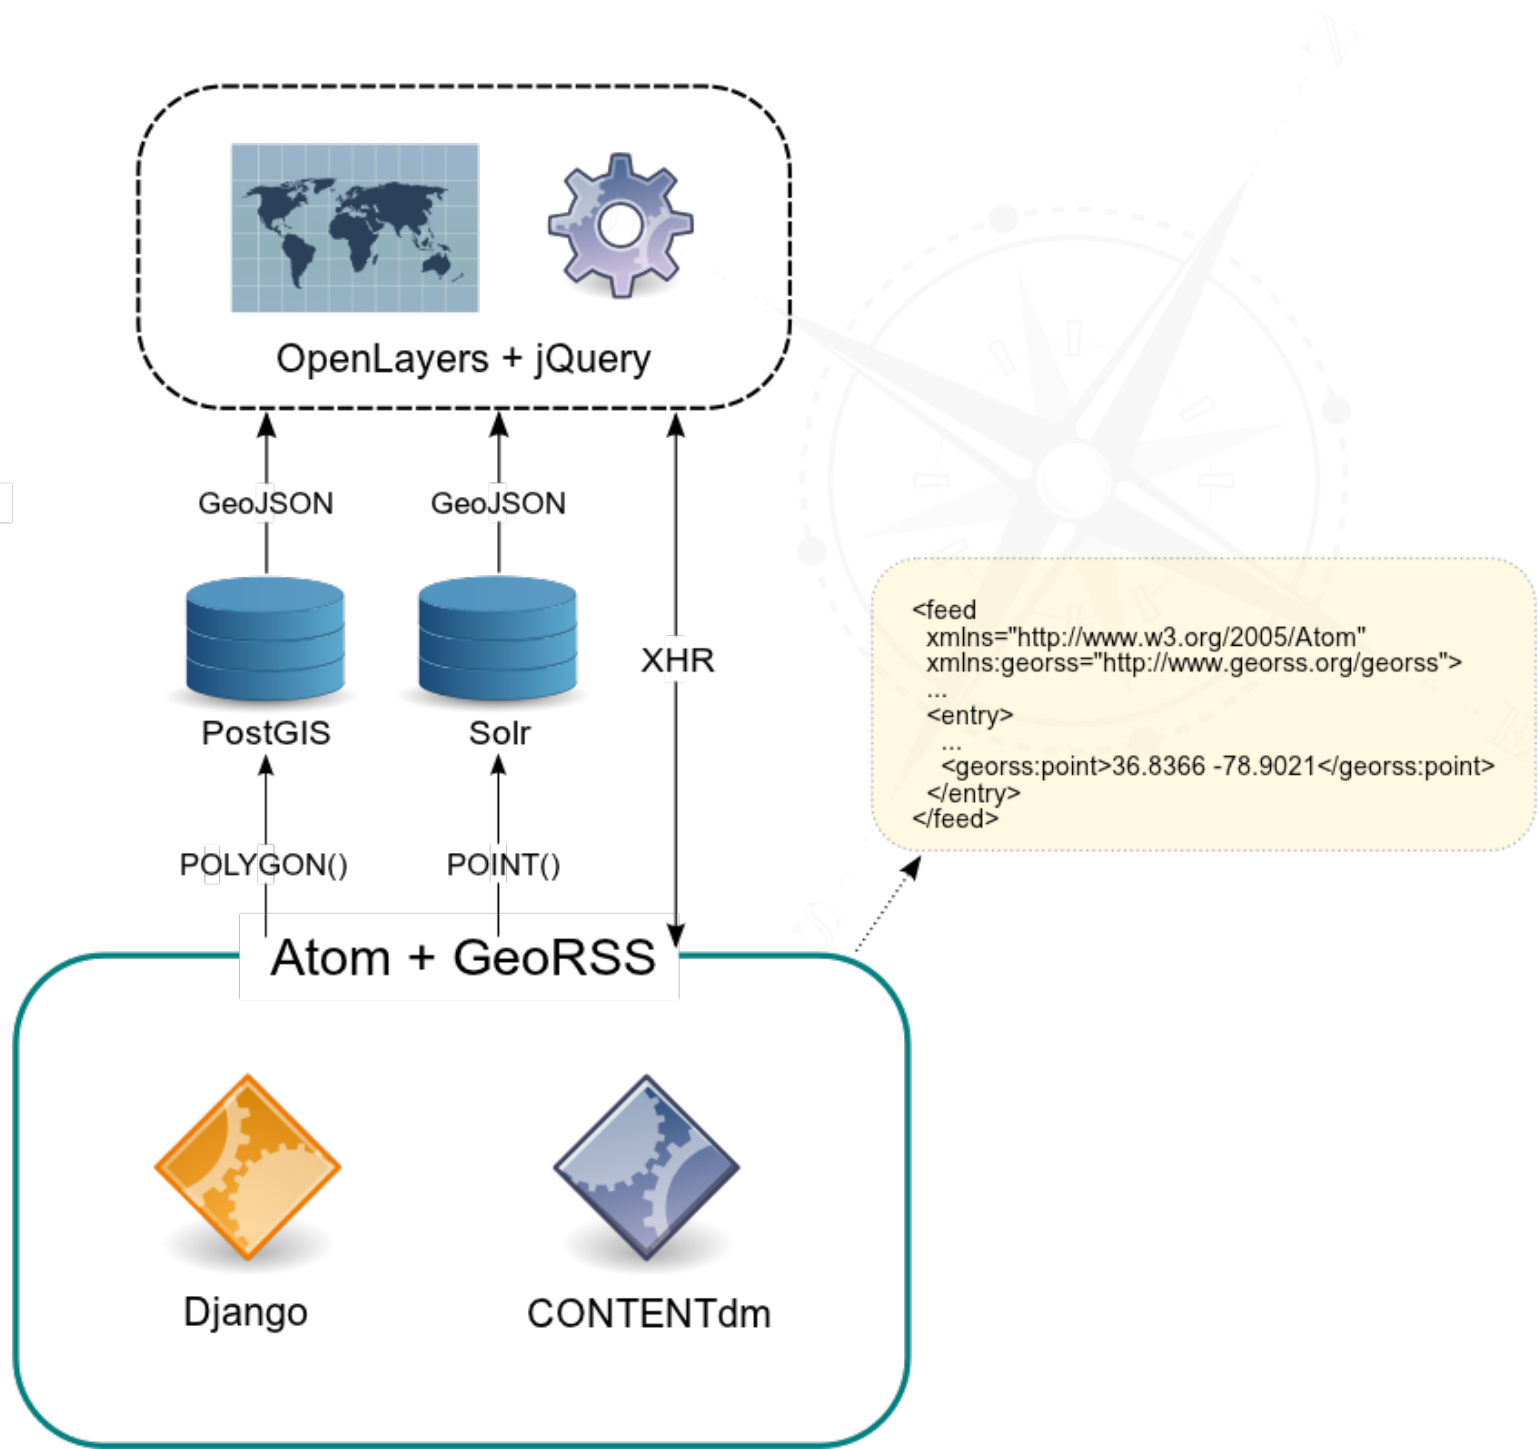 OpenLayers + jQuery
GeoJSON
GeoJSON
XHR
PostGIS
Solr
POLYGON()
POINT()
<feed
xmlns="http://www.w3.org/2005/Atom"
xmlns:georss="http://www.georss.org/georss">
...
<entry>
...
<georss:point>36.8366 -78.9021</georss:point>
</entry>
</feed>
Atom + GeoRSS
Django
CONTENTdm
N
E
S